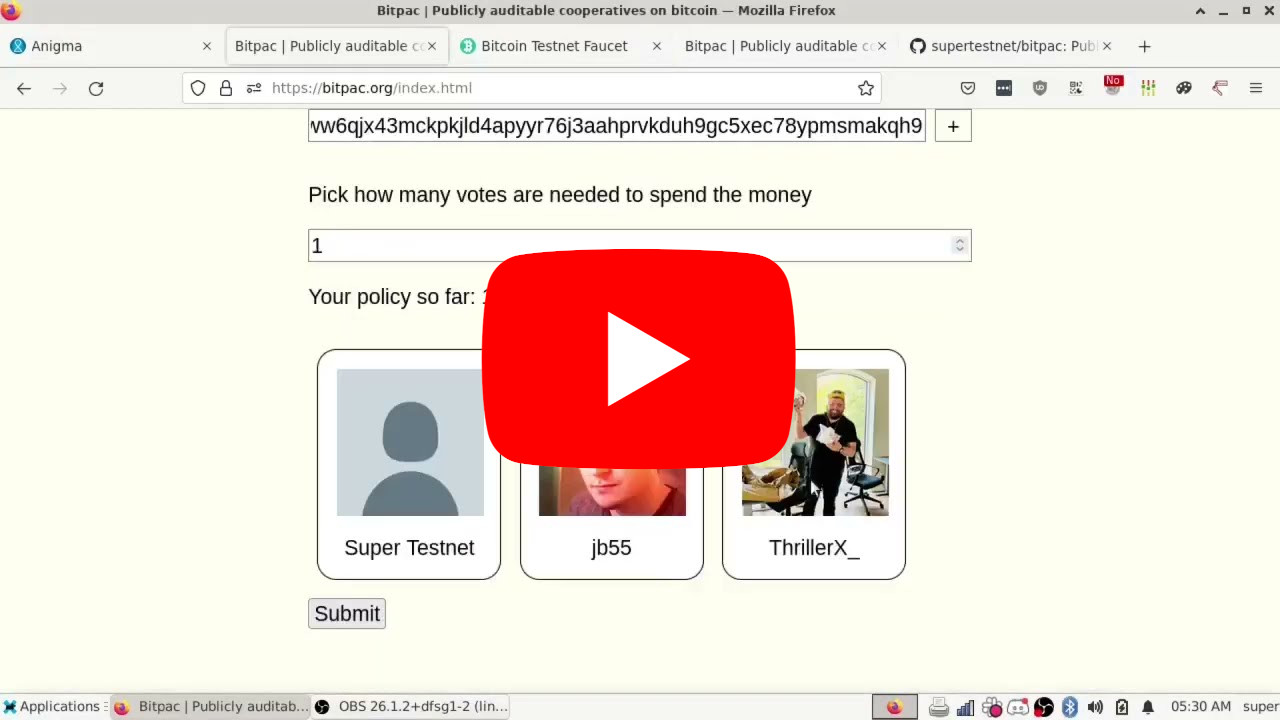 Bitpac | Publicly auditable cooperatives on bitcoin — Mozilla Firefox
Anigma
Bitpac | Publicly auditable c
Bitcoin Testnet Faucet
Bitpac | Publicly auditable c
supertestnet/bitpac: Pub
https://bitpac.org/index.html
No
w6qjx43mckpkjld4apyyr76j3aahprvkduh9gc5xec78ypmsmakqh9
+
Pick how many votes are needed to spend the money
1
Your policy so far:
Super Testnet
jb55
ThrillerX_
Submit
Applications
Bitpac | Publicly auditab...
OBS 26.1.2+dfsg1-2 (lin...
05:30 AM
super